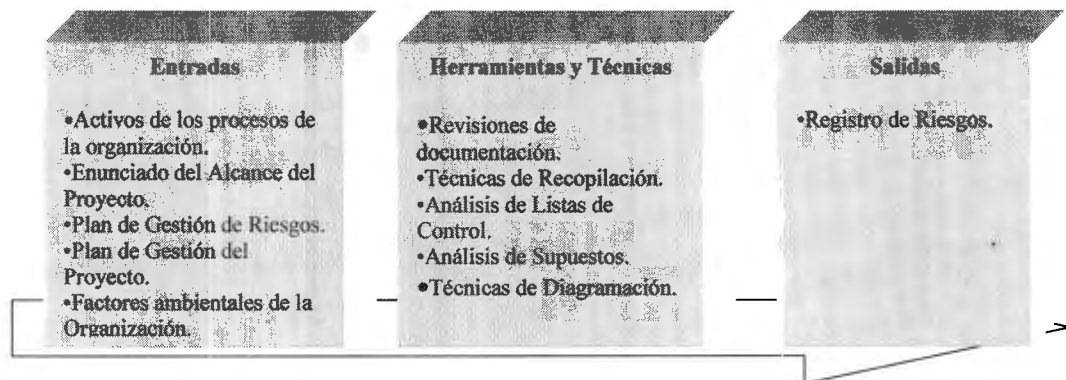 Entradas
•Activos de los procesos de
la organización.
•Enunciado del Alcance del
Proyecto.
•Plan de Gestión de Riesgos.
•Plan de Gestión del
Proyecto.
•Factores ambientales de la
Organización.
Herramientas y Técnicas
•Revisiones de
documentación.
•Técnicas de Recopilación.
•Análisis de Listas de
Control.
•Análisis de Supuestos.
•Técnicas de Diagramación.
Salidas
•Registro de Riesgos.